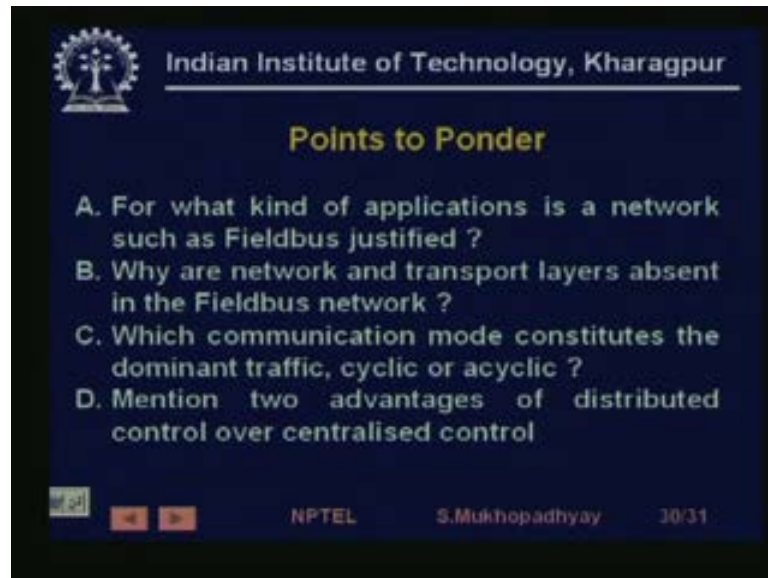 Indian Institute of Technology, Kharagpur
Points to Ponder
A. For what kind of applications is a network
such as Fieldbus justified ?
B. Why are network and transport layers absent
in the Fieldbus network ?
C. Which communication mode constitutes the
dominant traffic, cyclic or acyclic ?
D. Mention two advantages of distributed
control over centralised control
NPTEL S.Mukhopadhyay 30/31